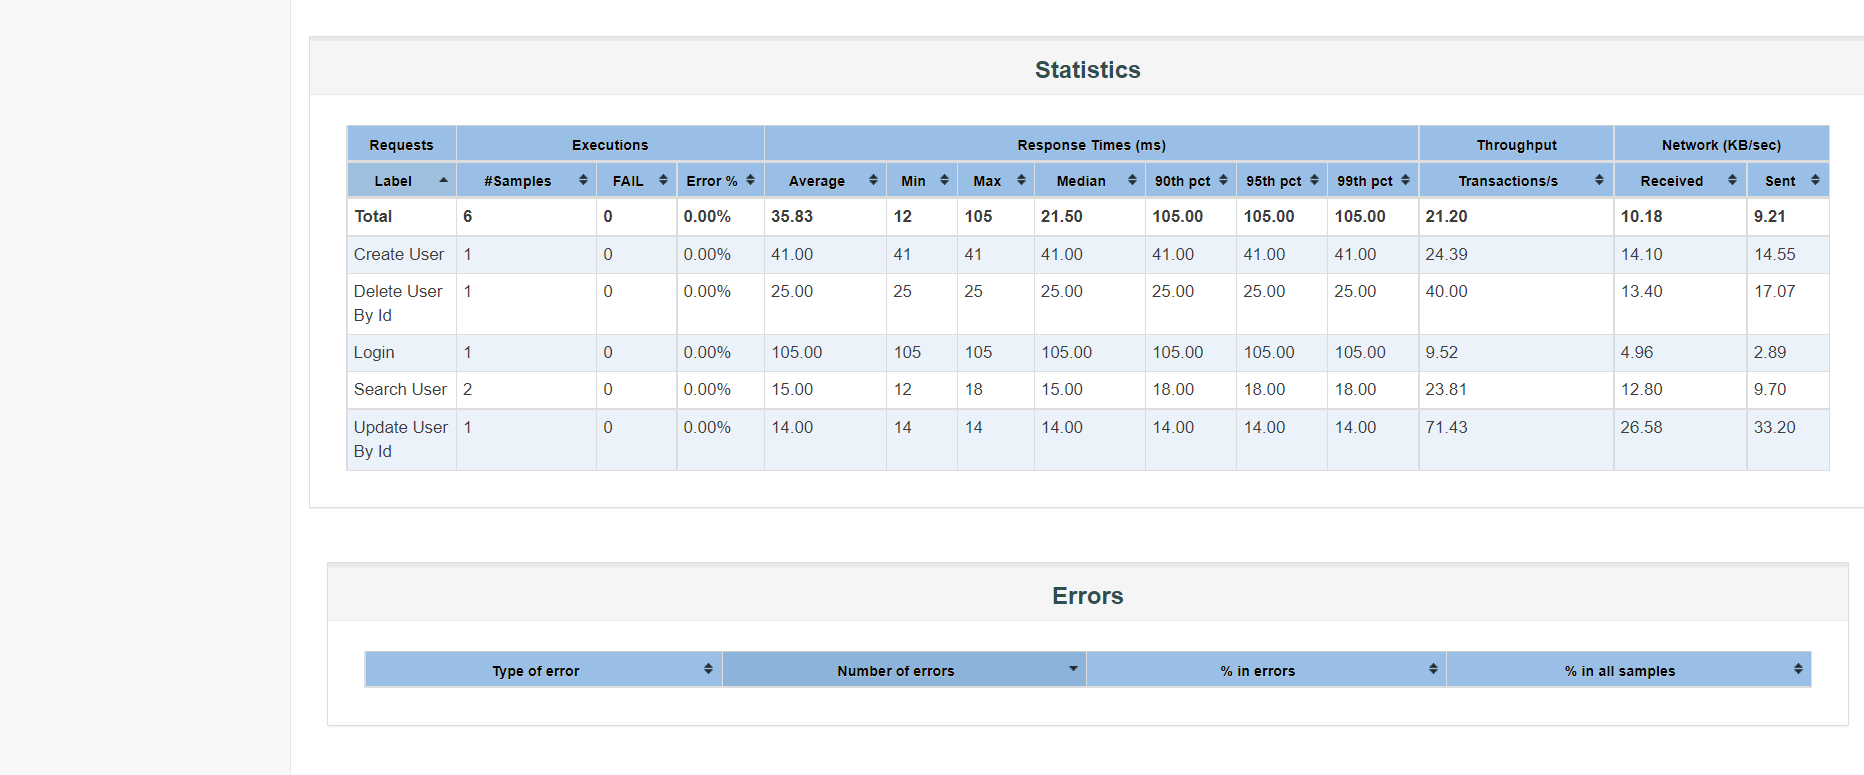 Statistics
Requests Executions Response Times (ms) Throughput Network (KB/sec)
Label #Samples FAIL Error % Average Min Max Median 90th pct 95th pct 99th pct Transactions/s Received Sent
Total 6 0 0.00% 35.83 12 105 21.50 105.00 105.00 105.00 21.20 10.18 9.21
Create User 1 0 0.00% 41.00 41 41 41.00 41.00 41.00 41.00 24.39 14.10 14.55
Delete User 1 0 0.00% 25.00 25 25 25.00 25.00 25.00 25.00 40.00 13.40 17.07
By Id
Login 1 0 0.00% 105.00 105 105 105.00 105.00 105.00 105.00 9.52 4.96 2.89
Search User 2 0 0.00% 15.00 12 18 15.00 18.00 18.00 18.00 23.81 12.80 9.70
Update User 1 0 0.00% 14.00 14 14 14.00 14.00 14.00 14.00 71.43 26.58 33.20
By Id
Errors
Type of error Number of errors % in errors % in all samples